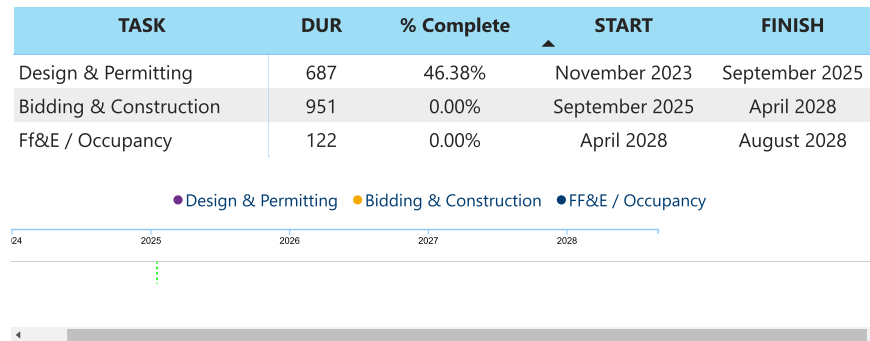 TASK DUR % Complete START FINISH
Design & Permitting 687 46.38% November 2023 September 2025
Bidding & Construction 951 0.00% September 2025 April 2028
Ff&E / Occupancy 122 0.00% April 2028 August 2028
Design & Permitting Bidding & Construction FF&E / Occupancy
24 2025 2026 2027 2028